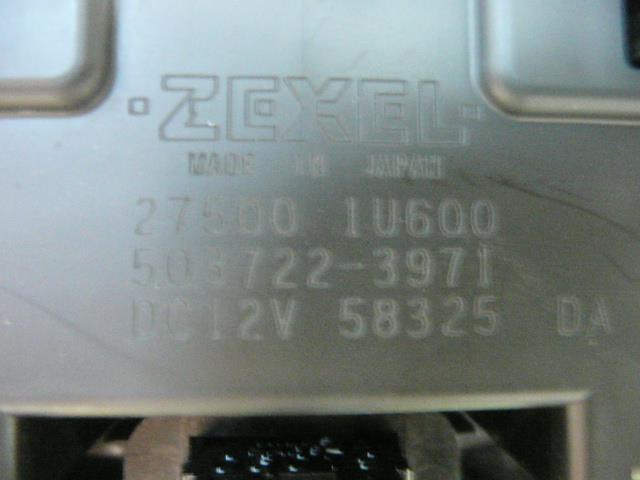 ·ZEXEL·
MADE IN JAPAN
27500 1U600
503722-3971
DC12V 58325 DA